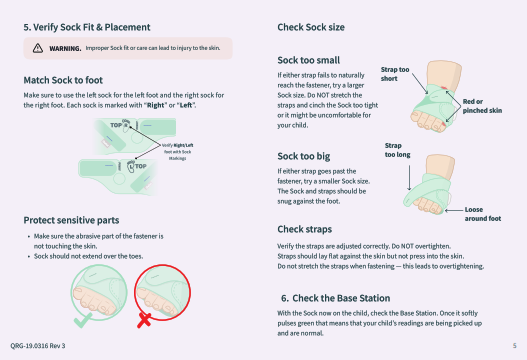 5. Verify Sock Fit & Placement
WARNING. Improper Sock fit or care can lead to injury to the skin.
Match Sock to foot
Make sure to use the left sock for the left foot and the right sock for
the right foot. Each sock is marked with “Right” or “Left”.
TOP
Verify Right/Left
foot with Sock
Markings
TOP
Protect sensitive parts
• Make sure the abrasive part of the fastener is
not touching the skin.
• Sock should not extend over the toes.
QRG-19.0316 Rev 3
Check Sock size
Sock too small
If either strap fails to naturally
reach the fastener, try a larger
Sock size. Do NOT stretch the
straps and cinch the Sock too tight
or it might be uncomfortable for
your child.
Strap too
short
Red or
pinched skin
Sock too big
If either strap goes past the
fastener, try a smaller Sock size.
The Sock and straps should be
snug against the foot.
Strap
too long
Loose
around foot
Check straps
Verify the straps are adjusted correctly. Do NOT overtighten.
Straps should lay flat against the skin but not press into the skin.
Do not stretch the straps when fastening — this leads to overtightening.
6. Check the Base Station
With the Sock now on the child, check the Base Station. Once it softly
pulses green that means that your child’s readings are being picked up
and are normal.
5